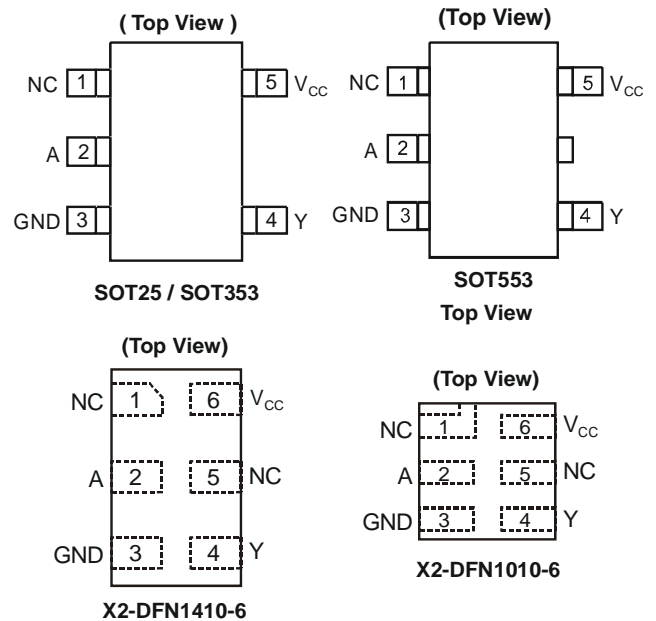 ( Top View )
NC 1 5 VCC
A 2
GND 3 4 Y
SOT25 / SOT353
(Top View)
NC 1 5 VCC
A 2
GND 3 4 Y
SOT553
Top View
(Top View)
NC 1 6 VCC
A 2 5 NC
GND 3 4 Y
X2-DFN1410-6
(Top View)
NC 1 6 VCC
A 2 5 NC
GND 3 4 Y
X2-DFN1010-6